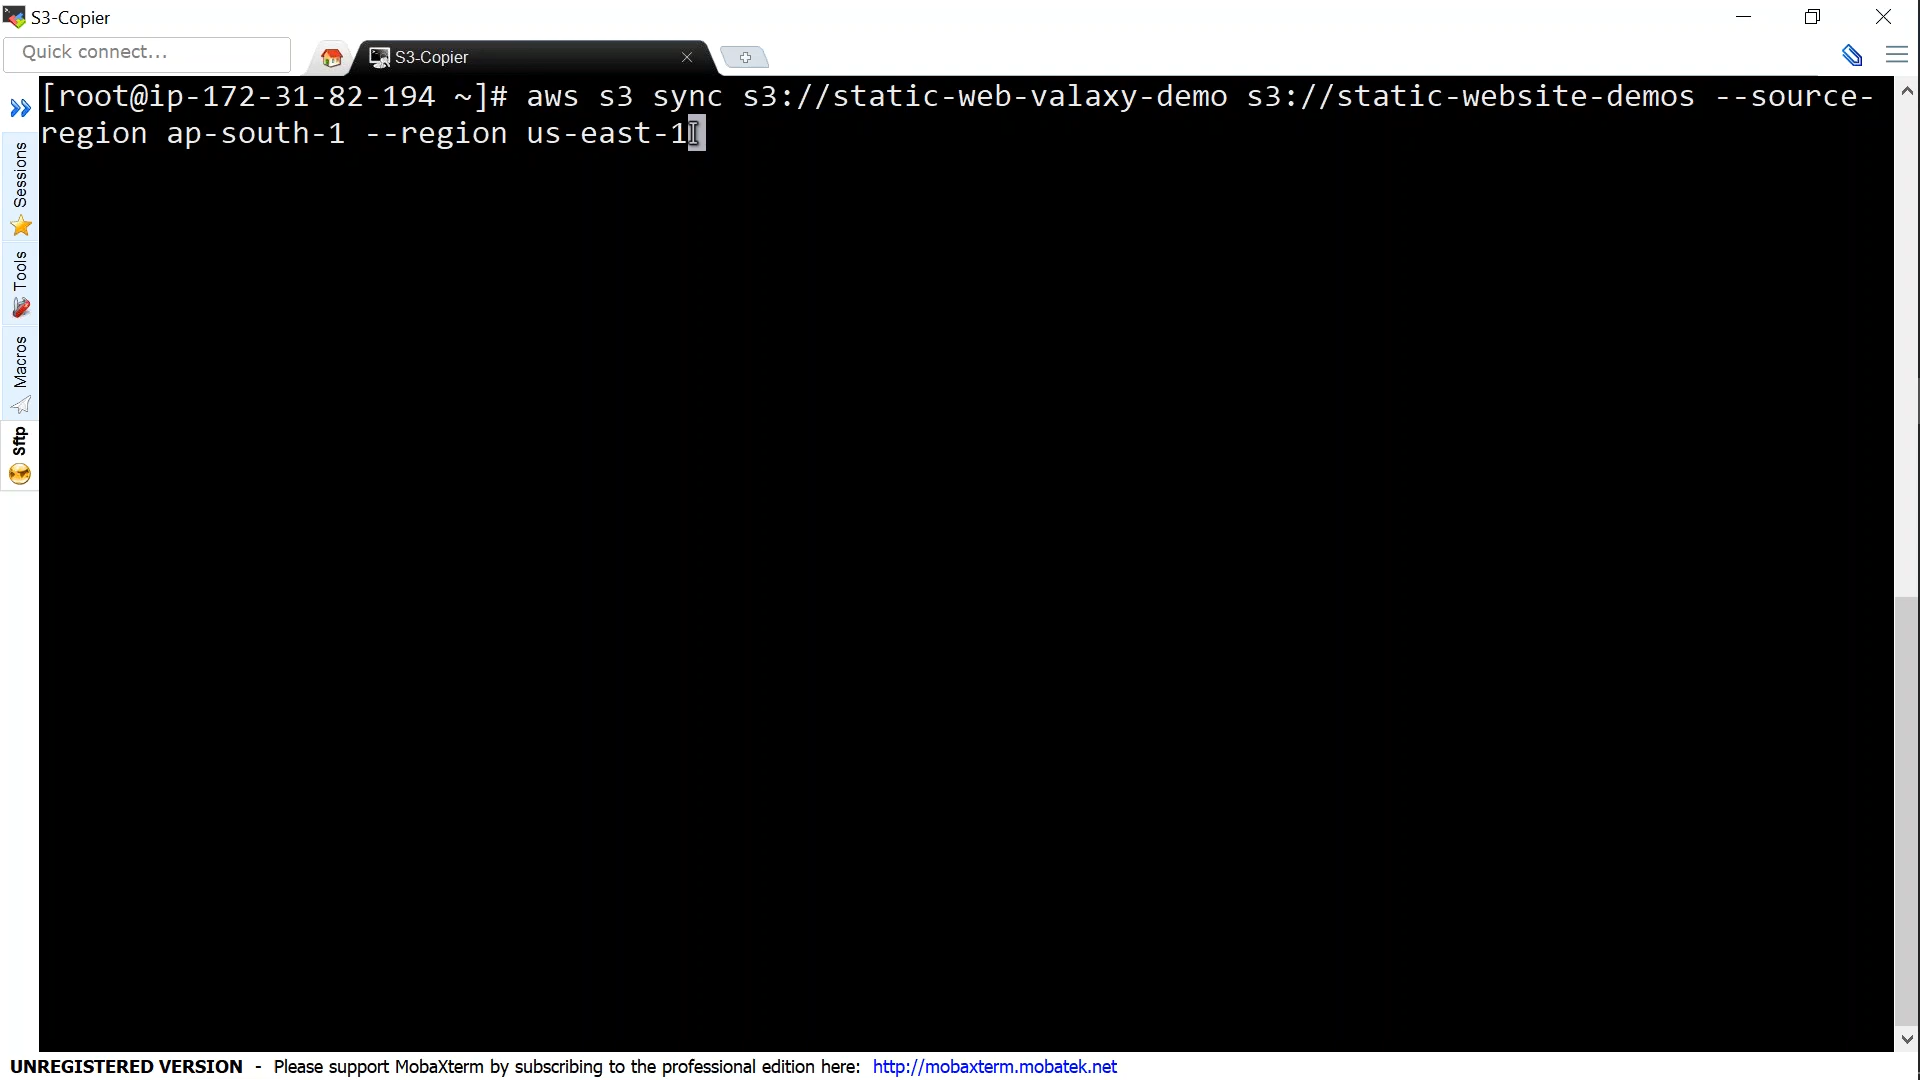 S3-Copier
Quick connect...
S3-Copier
[root@ip-172-31-82-194 ~]# aws s3 sync s3://static-web-valaxy-demo s3://static-website-demos --source-
region ap-south-1 --region us-east-1
Sessions
Tools
Macros
Sftp
UNREGISTERED VERSION - Please support MobaXterm by subscribing to the professional edition here: http://mobaxterm.mobatek.net